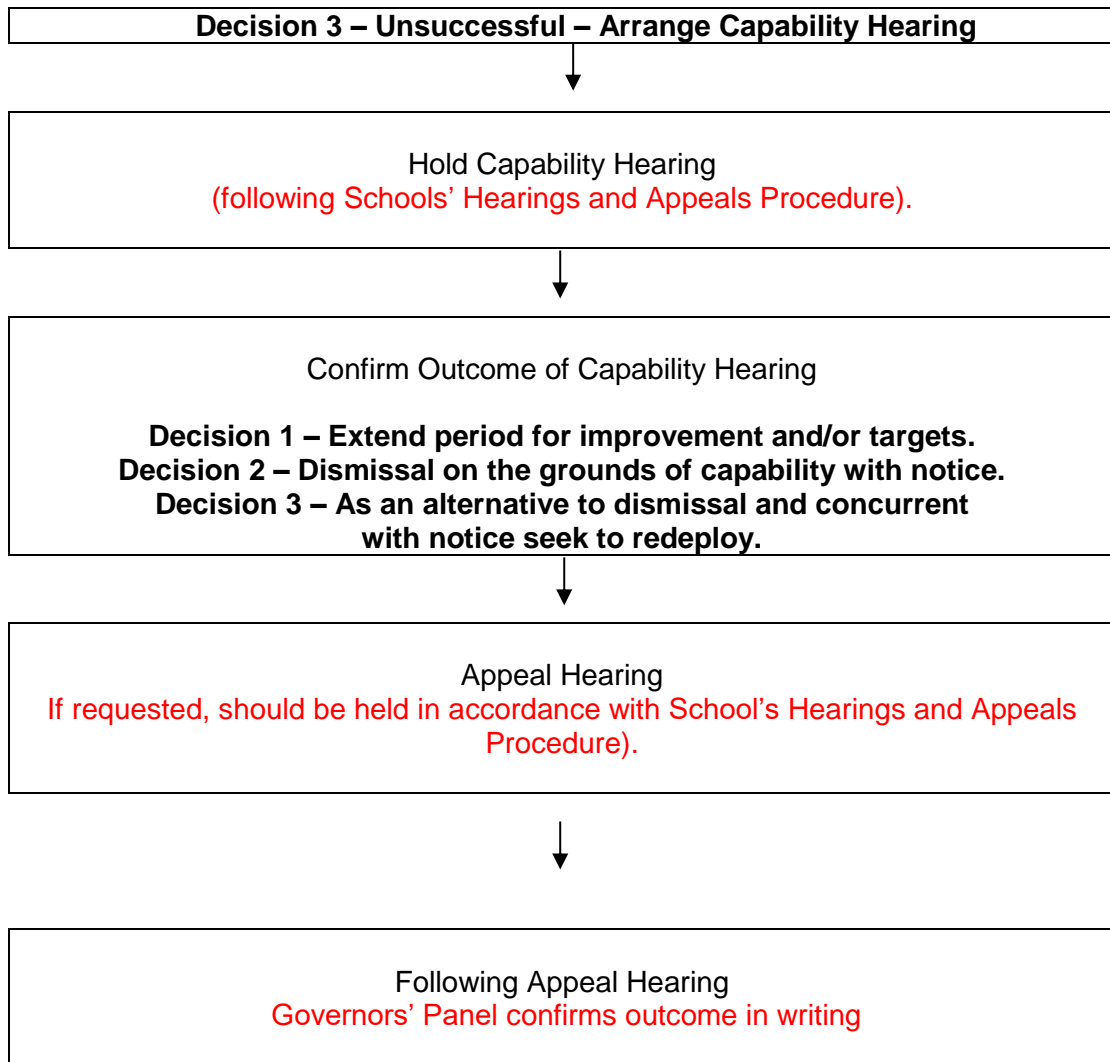 Decision 3 – Unsuccessful – Arrange Capability Hearing
Hold Capability Hearing
(following Schools’ Hearings and Appeals Procedure).
Confirm Outcome of Capability Hearing
Decision 1 – Extend period for improvement and/or targets.
Decision 2 – Dismissal on the grounds of capability with notice.
Decision 3 – As an alternative to dismissal and concurrent
with notice seek to redeploy.
Appeal Hearing
If requested, should be held in accordance with School’s Hearings and Appeals
Procedure).
Following Appeal Hearing
Governors’ Panel confirms outcome in writing